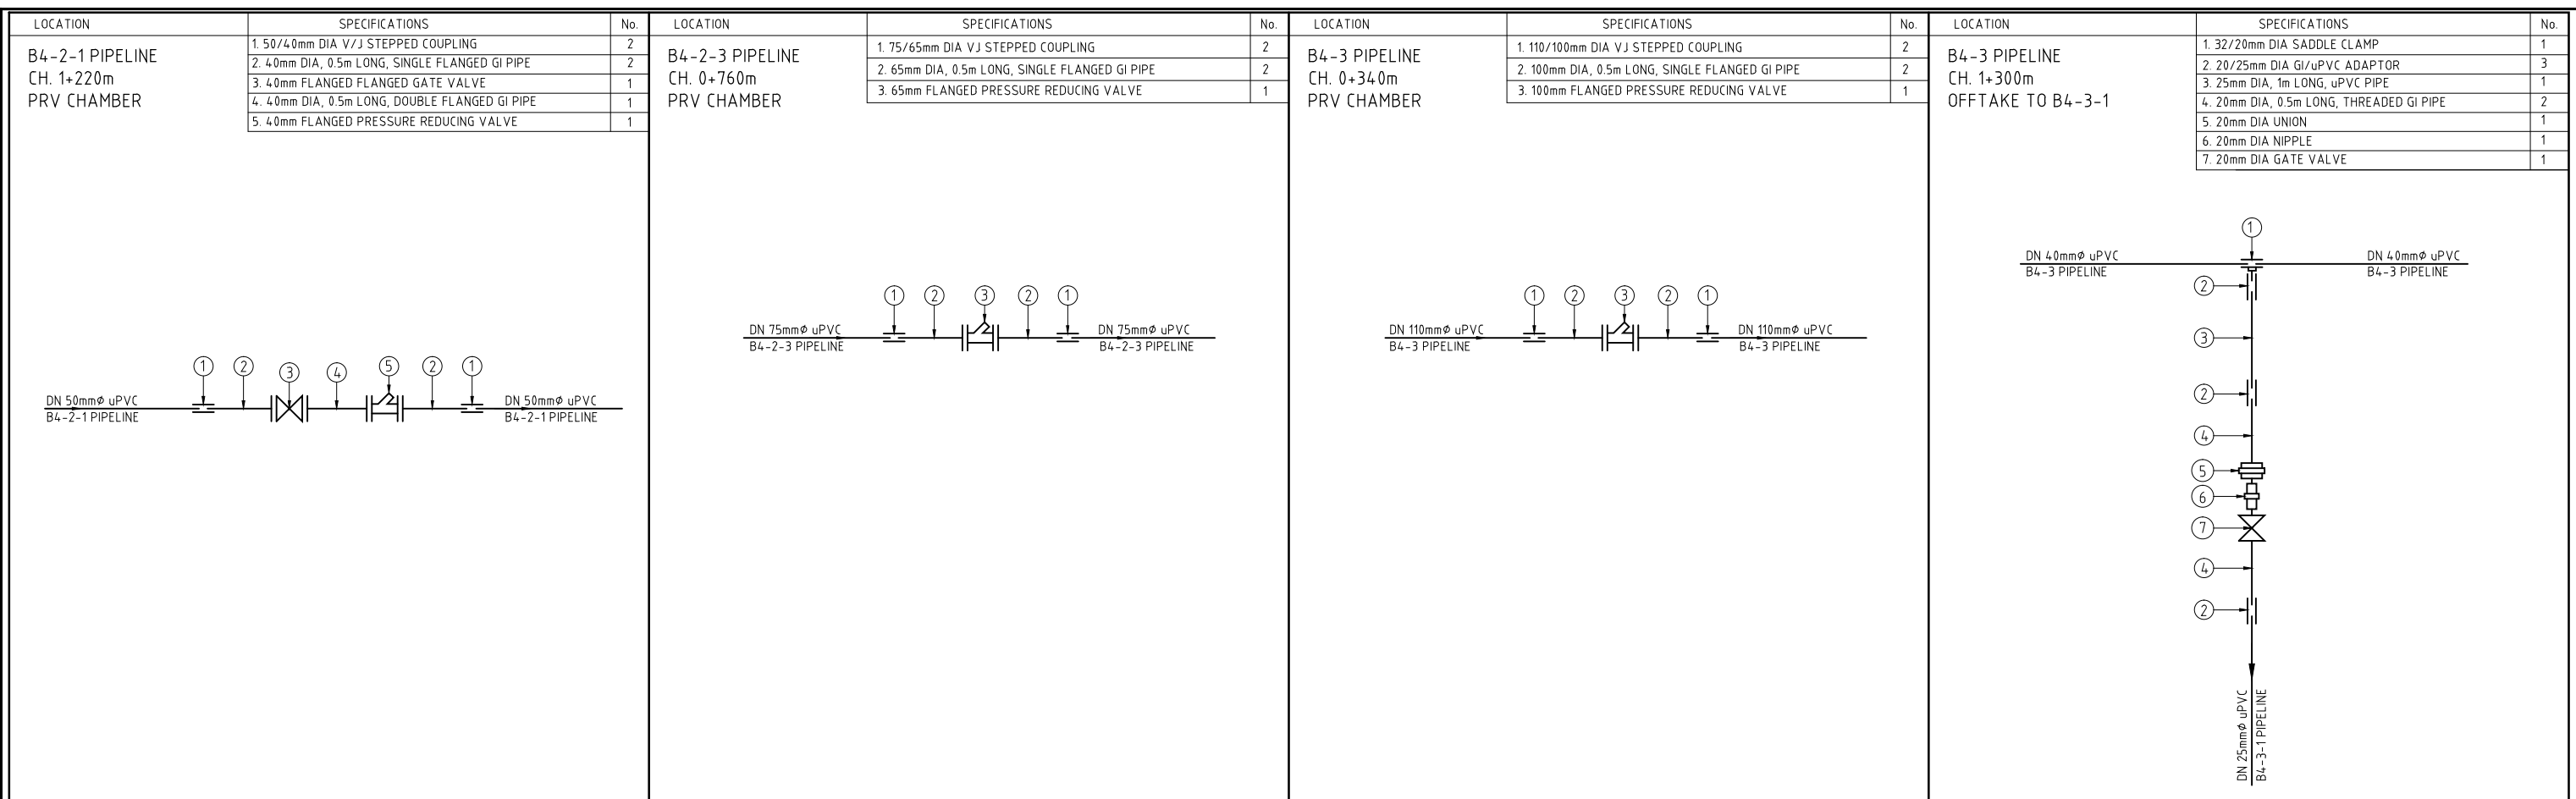 LOCATION SPECIFICATIONS No.
B4-2-1 PIPELINE
CH. 1+220m
PRV CHAMBER
1. 50/40mm DIA V/J STEPPED COUPLING 2
2. 40mm DIA, 0.5m LONG, SINGLE FLANGED GI PIPE 2
3. 40mm FLANGED FLANGED GATE VALVE 1
4. 40mm DIA, 0.5m LONG, DOUBLE FLANGED GI PIPE 1
5. 40mm FLANGED PRESSURE REDUCING VALVE 1
1 2 3 4 5 2 1
DN 50mmØ uPVC DN 50mmØ uPVC
B4-2-1 PIPELINE B4-2-1 PIPELINE
LOCATION SPECIFICATIONS No.
B4-2-3 PIPELINE
CH. 0+760m
PRV CHAMBER
1. 75/65mm DIA VJ STEPPED COUPLING 2
2. 65mm DIA, 0.5m LONG, SINGLE FLANGED GI PIPE 2
3. 65mm FLANGED PRESSURE REDUCING VALVE 1
1 2 3 2 1
DN 75mmØ uPVC DN 75mmØ uPVC
B4-2-3 PIPELINE B4-2-3 PIPELINE
LOCATION SPECIFICATIONS No.
B4-3 PIPELINE
CH. 0+340m
PRV CHAMBER
1. 110/100mm DIA VJ STEPPED COUPLING 2
2. 100mm DIA, 0.5m LONG, SINGLE FLANGED GI PIPE 2
3. 100mm FLANGED PRESSURE REDUCING VALVE 1
1 2 3 2 1
DN 110mmØ uPVC DN 110mmØ uPVC
B4-3 PIPELINE B4-3 PIPELINE
LOCATION SPECIFICATIONS No.
B4-3 PIPELINE
CH. 1+300m
OFFTAKE TO B4-3-1
1. 32/20mm DIA SADDLE CLAMP 1
2. 20/25mm DIA GI/uPVC ADAPTOR 3
3. 25mm DIA, 1m LONG, uPVC PIPE 1
4. 20mm DIA, 0.5m LONG, THREADED GI PIPE 2
5. 20mm DIA UNION 1
6. 20mm DIA NIPPLE 1
7. 20mm DIA GATE VALVE 1
1
DN 40mmØ uPVC DN 40mmØ uPVC
B4-3 PIPELINE B4-3 PIPELINE
2
3
2
4
5
6
7
4
2
DN 25mmØ uPVC
B4-3-1 PIPELINE